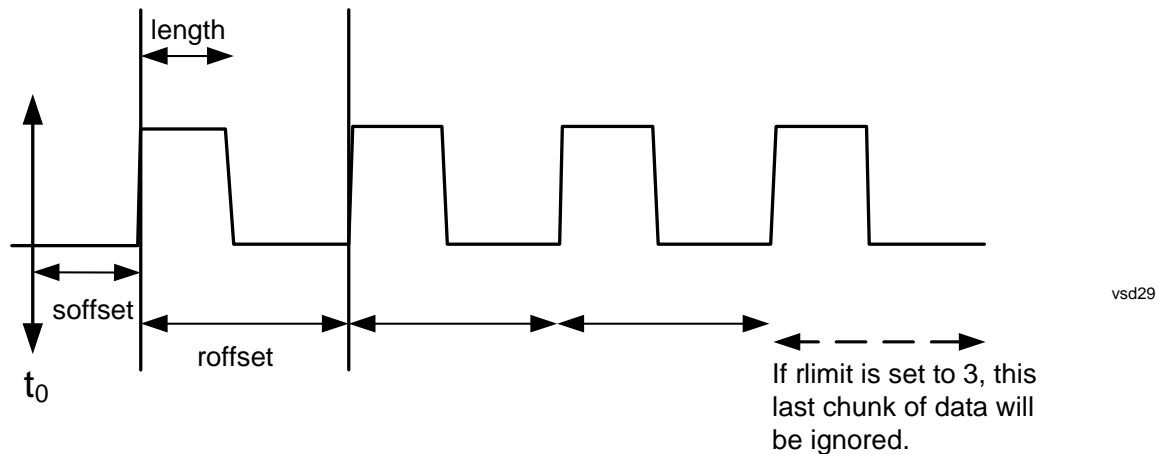 length
soffset
roffset
t₀
vsd29
If rlimit is set to 3, this
last chunk of data will
be ignored.